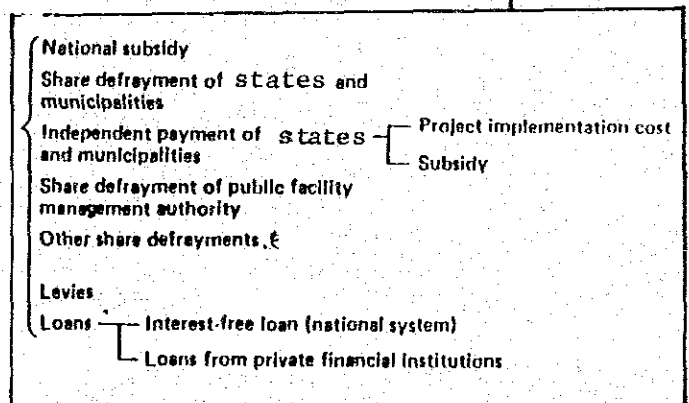 National subsidy
Share defrayment of states and
municipalities
Independent payment of states
and municipalities
Project implementation cost
Subsidy
Share defrayment of public facility
management authority
Other share defrayments.
Levies
Loans
Interest-free loan (national system)
Loans from private financial institutions